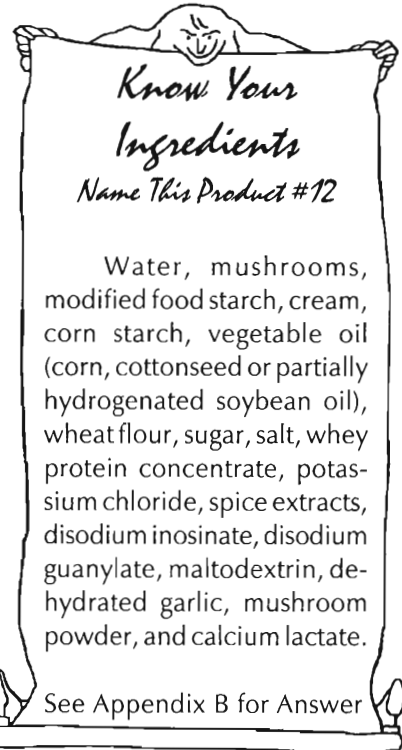 Know Your
Ingredients
Name This Product #12
Water, mushrooms,
modified food starch, cream,
corn starch, vegetable oil
(corn, cottonseed or partially
hydrogenated soybean oil),
wheat flour, sugar, salt, whey
protein concentrate, potas-
sium chloride, spice extracts,
disodium inosinate, disodium
guanylate, maltodextrin, de-
hydrated garlic, mushroom
powder, and calcium lactate.
See Appendix B for Answer